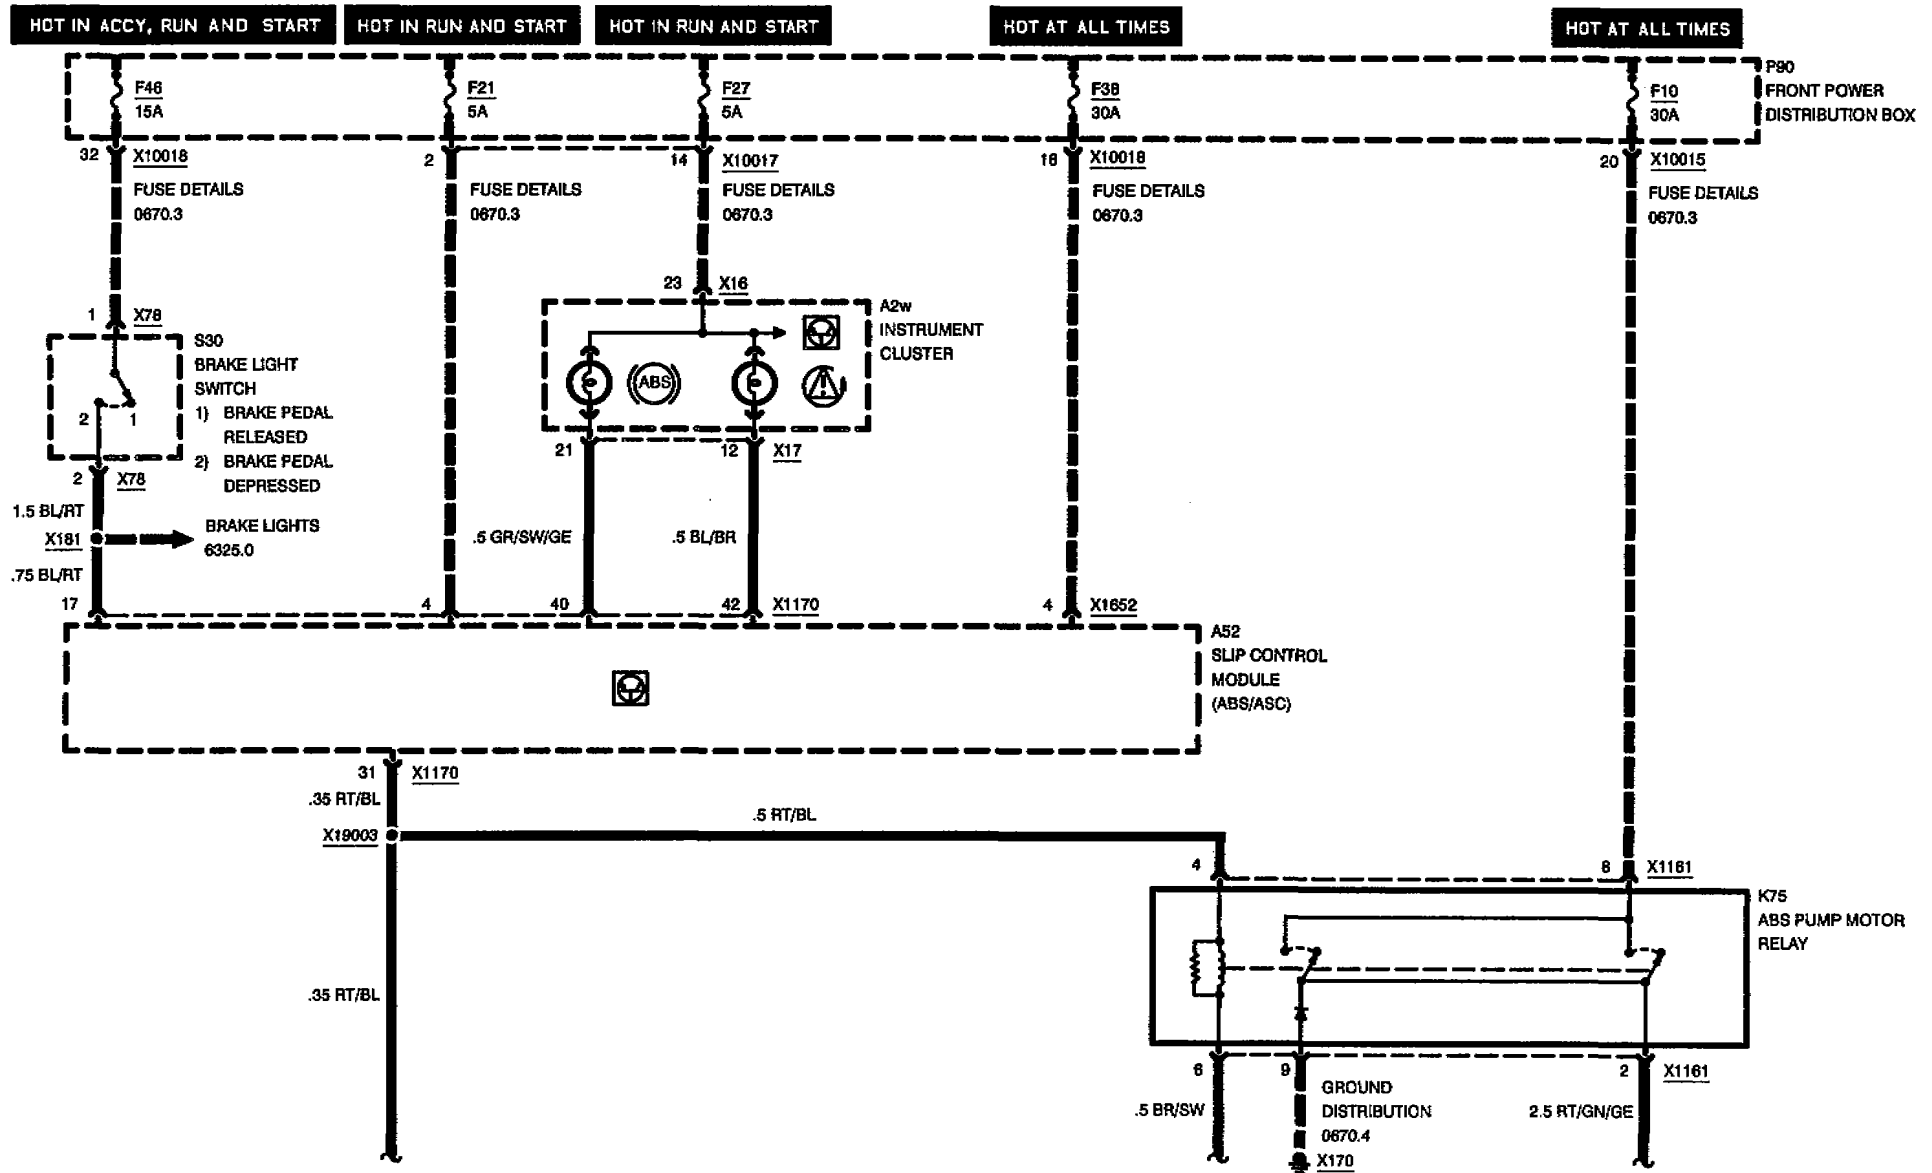 HOT IN ACCY, RUN AND START
HOT IN RUN AND START
HOT IN RUN AND START
HOT AT ALL TIMES
HOT AT ALL TIMES
F46
15A
F21
5A
F27
5A
F38
30A
F10
30A
P90
FRONT POWER
DISTRIBUTION BOX
32
X10018
2
14
X10017
18
X10018
20
X10015
FUSE DETAILS
0670.3
FUSE DETAILS
0670.3
FUSE DETAILS
0670.3
FUSE DETAILS
0670.3
FUSE DETAILS
0670.3
23
X16
1
X78
A2w
INSTRUMENT
CLUSTER
S30
BRAKE LIGHT
SWITCH
1) BRAKE PEDAL
RELEASED
2) BRAKE PEDAL
DEPRESSED
2
1
ABS
21
12
X17
2
X78
1.5 BL/RT
X181
BRAKE LIGHTS
6325.0
.75 BL/RT
.5 GR/SW/GE
.5 BL/BR
17
4
40
42
X1170
4
X1652
A52
SLIP CONTROL
MODULE
(ABS/ASC)
31
X1170
.35 RT/BL
X19003
.5 RT/BL
4
8
X1161
K75
ABS PUMP MOTOR
RELAY
.35 RT/BL
6
9
2
X1161
.5 BR/SW
GROUND
DISTRIBUTION
0670.4
X170
2.5 RT/GN/GE